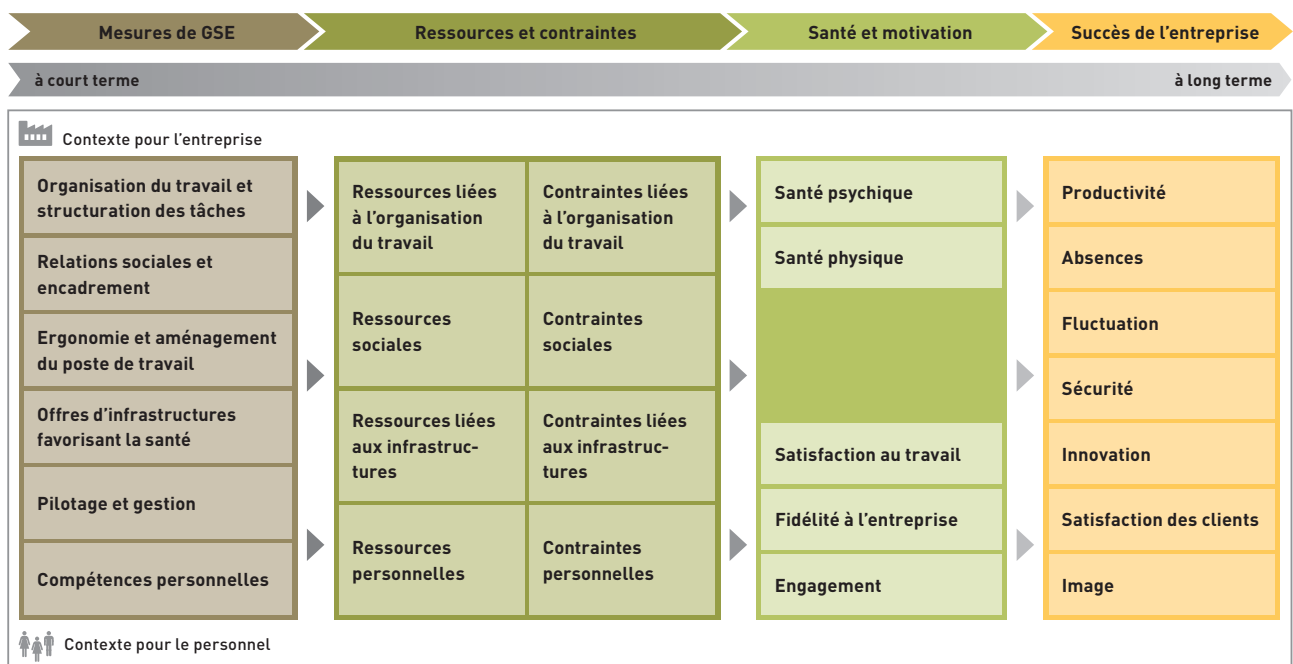 Mesures de GSE
Ressources et contraintes
Santé et motivation
Succès de l'entreprise
à court terme
à long terme
Contexte pour l'entreprise
Organisation du travail et
structuration des tâches
Relations sociales et
encadrement
Ergonomie et aménagement
du poste de travail
Offres d'infrastructures
favorisant la santé
Pilotage et gestion
Compétences personnelles
Ressources liées
à l'organisation
du travail
Contraintes liées
à l'organisation
du travail
Ressources
sociales
Contraintes
sociales
Ressources liées
aux infrastruc-
tures
Contraintes liées
aux infrastruc-
tures
Ressources
personnelles
Contraintes
personnelles
Santé psychique
Santé physique
Satisfaction au travail
Fidélité à l'entreprise
Engagement
Productivité
Absences
Fluctuation
Sécurité
Innovation
Satisfaction des clients
Image
Contexte pour le personnel